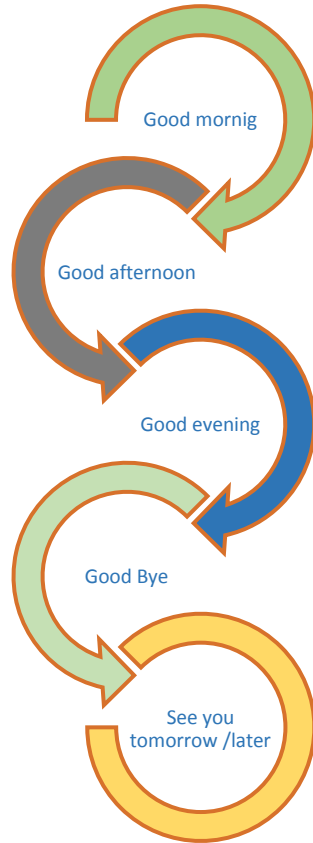 Good mornig
Good afternoon
Good evening
Good Bye
See you
tomorrow /later